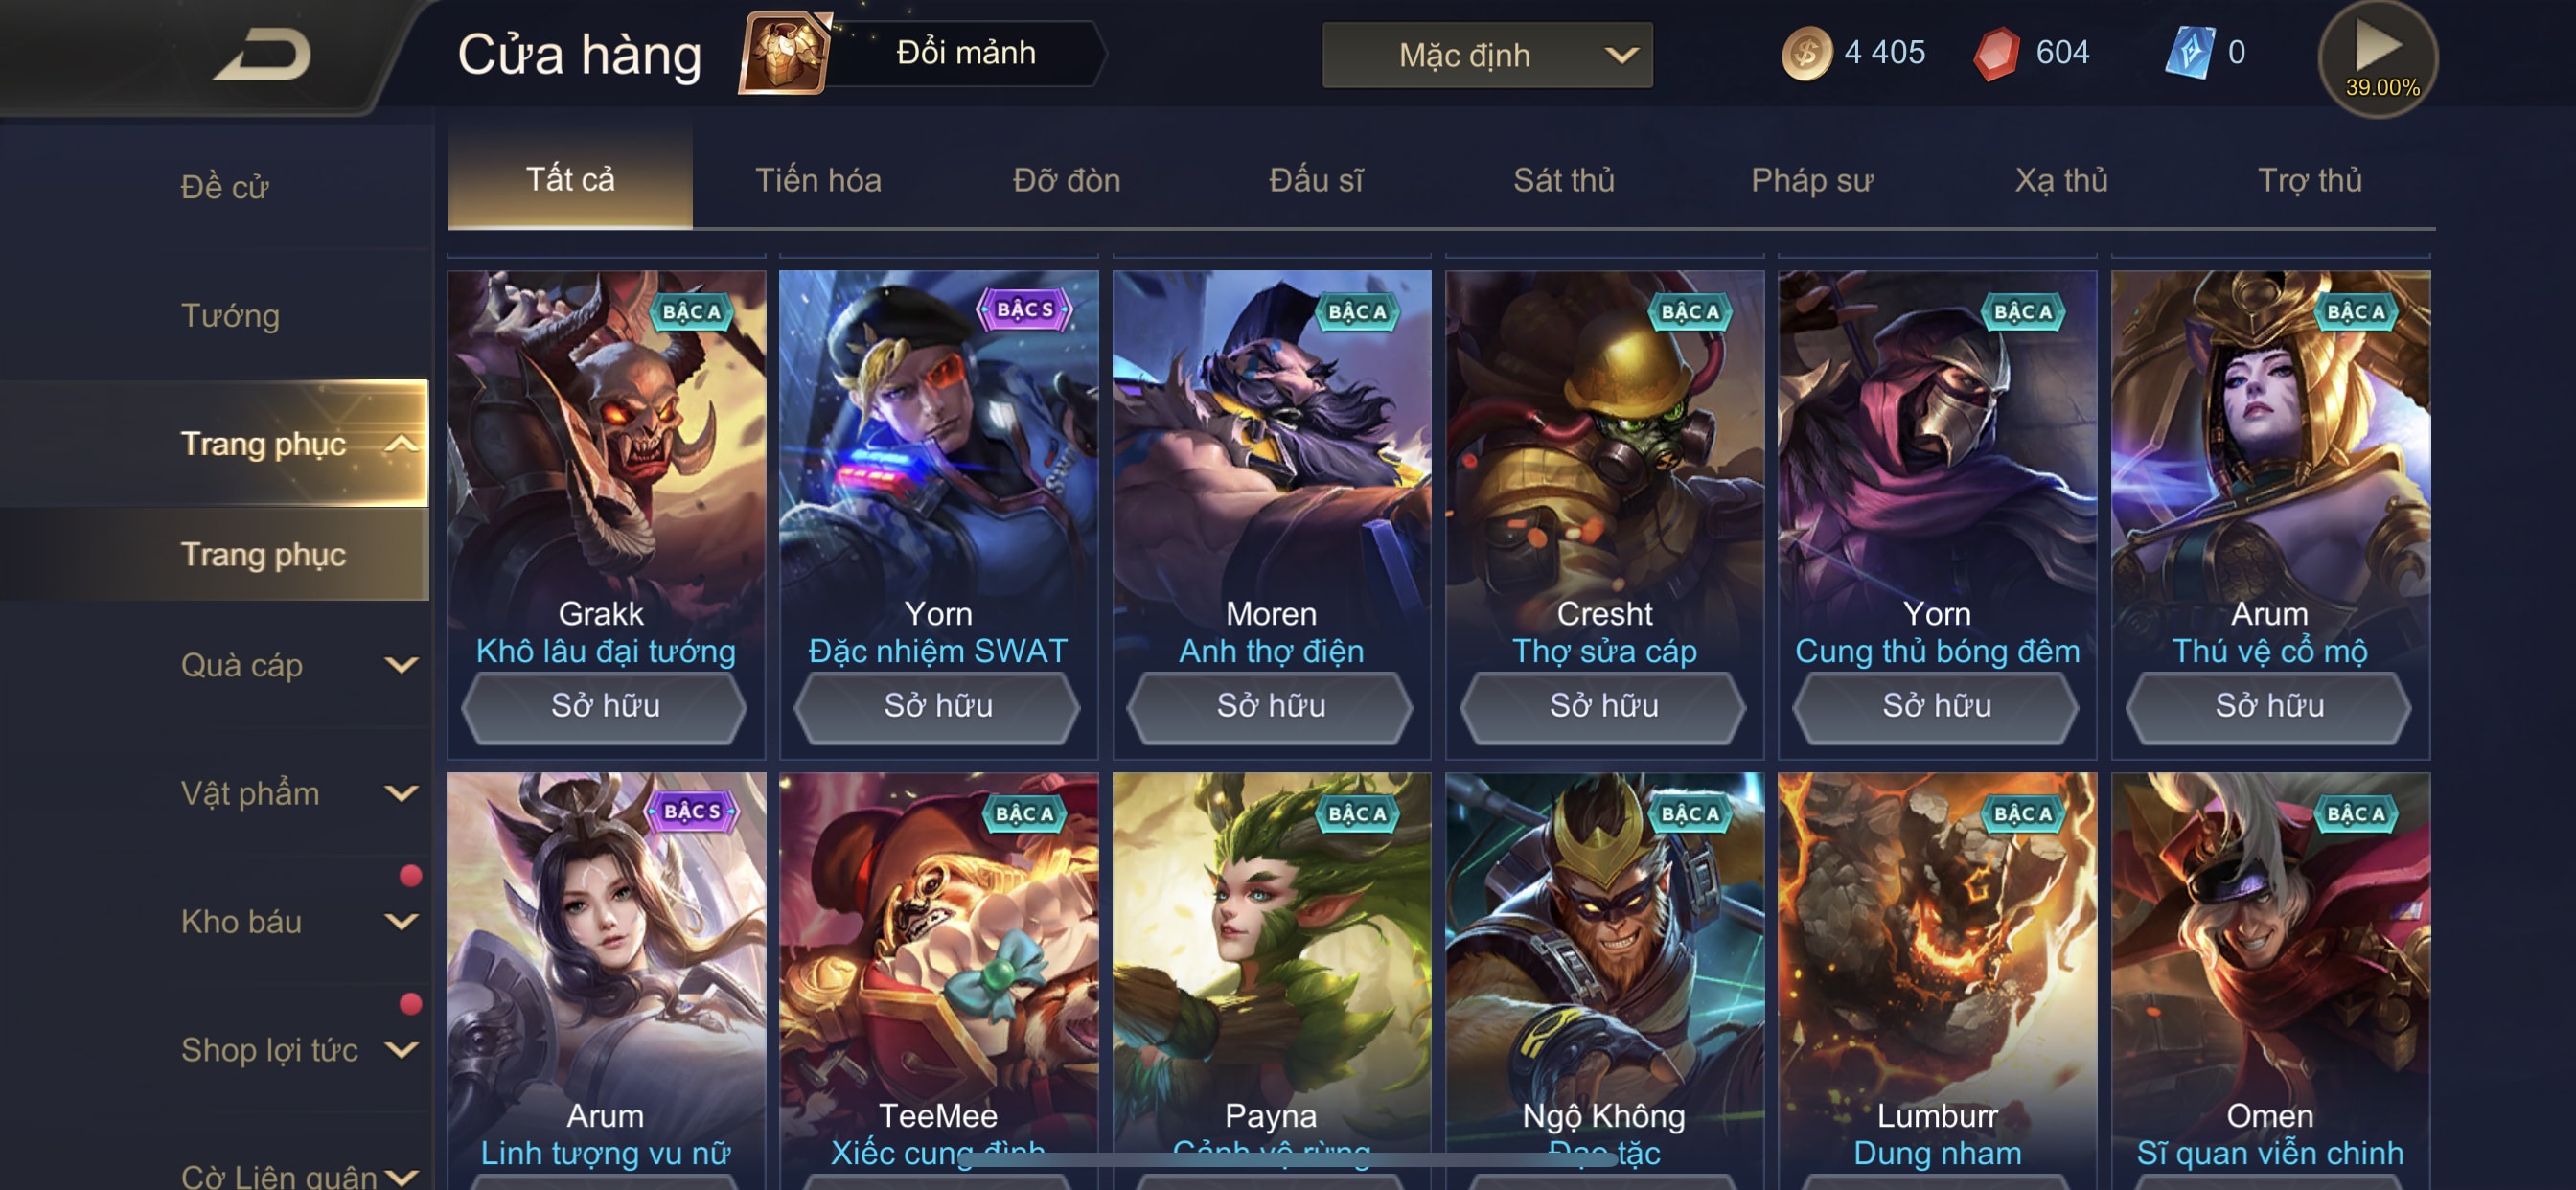 Cửa hàng
Đổi mảnh
Mặc định
4 405
604
0
39.00%
Đề cử
Tướng
Trang phục
Trang phục
Quà cáp
Vật phẩm
Kho báu
Shop lợi tức
Cờ Liên quân
Tất cả
Tiến hóa
Đỡ đòn
Đấu sĩ
Sát thủ
Pháp sư
Xạ thủ
Trợ thủ
BẬC A
Grakk
Khô lâu đại tướng
Sở hữu
BẬC S
SWAT
Yorn
Đặc nhiệm SWAT
Sở hữu
BẬC A
Moren
Anh thợ điện
Sở hữu
BẬC A
Cresht
Thợ sửa cáp
Sở hữu
BẬC A
Yorn
Cung thủ bóng đêm
Sở hữu
BẬC A
Arum
Thú vệ cổ mộ
Sở hữu
BẬC S
Arum
Linh tượng vu nữ
BẬC A
TeeMee
Xiếc cung đình
BẬC A
Payna
Cảnh vệ rừng
BẬC A
Ngộ Không
Đạo tặc
BẬC A
Lumburr
Dung nham
BẬC A
Omen
Sĩ quan viễn chinh